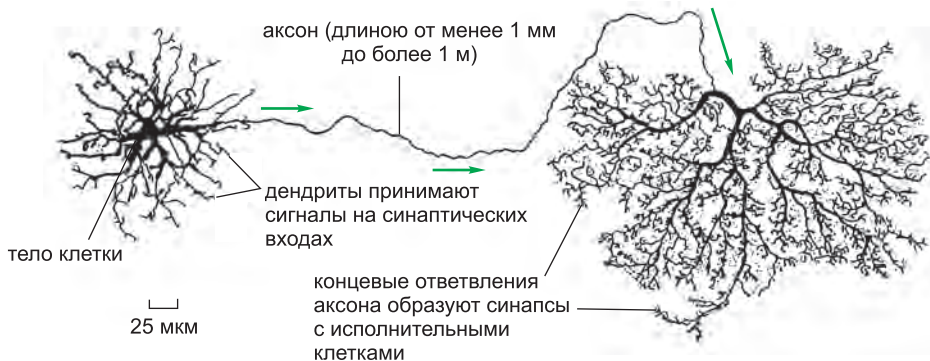 аксон (длиною от менее 1 мм
до более 1 м)
дендриты принимают
сигналы на синаптических
входах
тело клетки
концевые ответвления
аксона образуют синапсы
с исполнительными
клетками
25 мкм